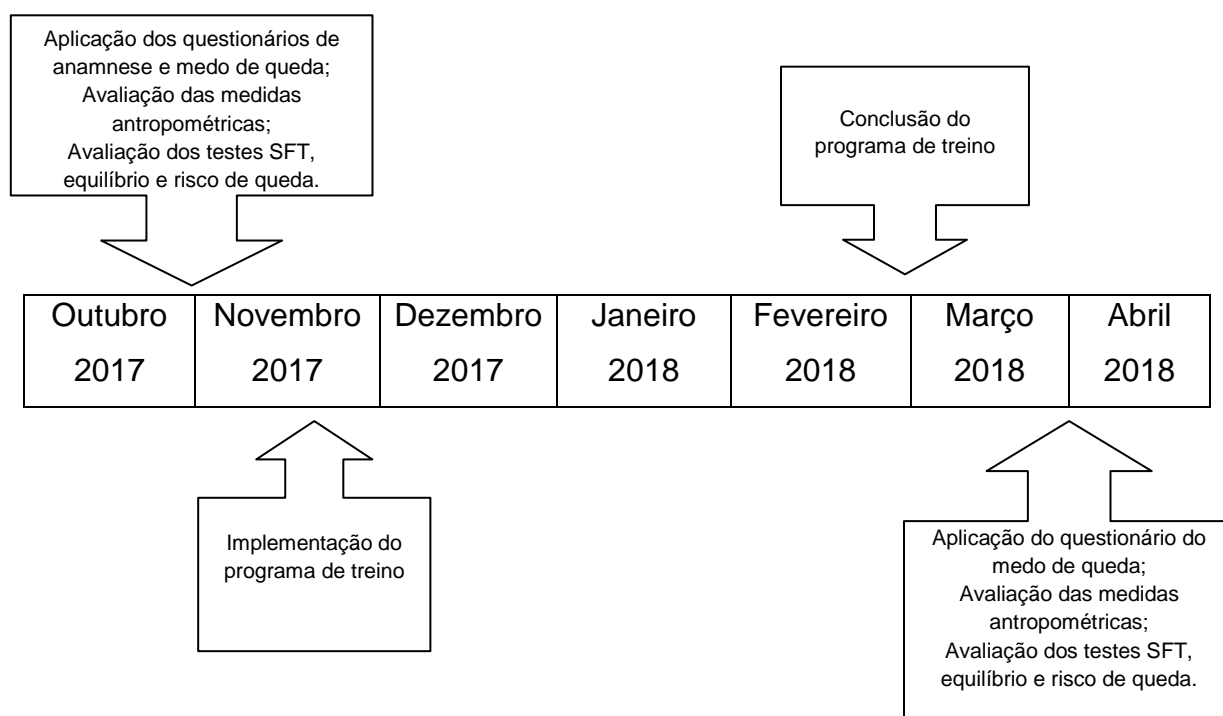 Aplicação dos questionários de
anamnese e medo de queda;
Avaliação das medidas
antropométricas;
Avaliação dos testes SFT,
equilíbrio e risco de queda.
Conclusão do
programa de treino
Outubro
2017
Novembro
2017
Dezembro
2017
Janeiro
2018
Fevereiro
2018
Março
2018
Abril
2018
Implementação do
programa de treino
Aplicação do questionário do
medo de queda;
Avaliação das medidas
antropométricas;
Avaliação dos testes SFT,
equilíbrio e risco de queda.